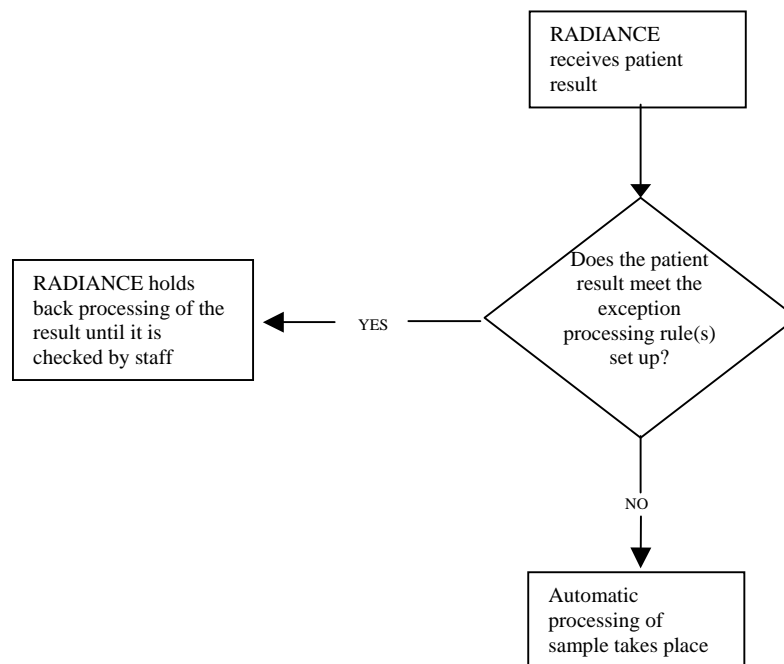 RADIANCE
receives patient
result
Does the patient
result meet the
exception
processing rule(s)
set up?
RADIANCE holds
back processing of the
result until it is
checked by staff
YES
NO
Automatic
processing of
sample takes place